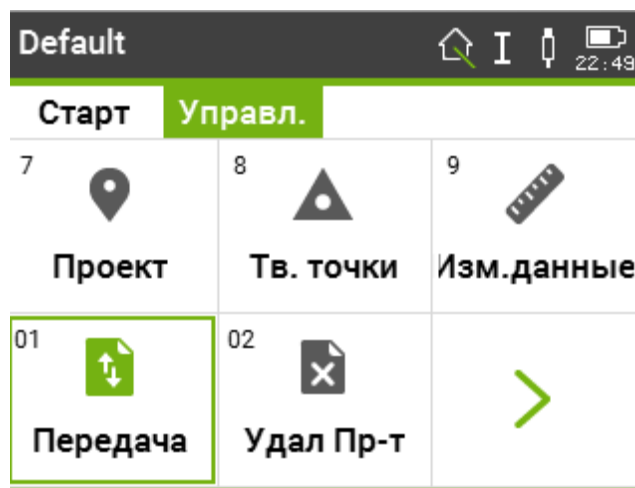 Default
22:49
Старт Управл.
7 8 9
Проект Тв. точки Изм.данные
01 02
Передача Удал Пр-т